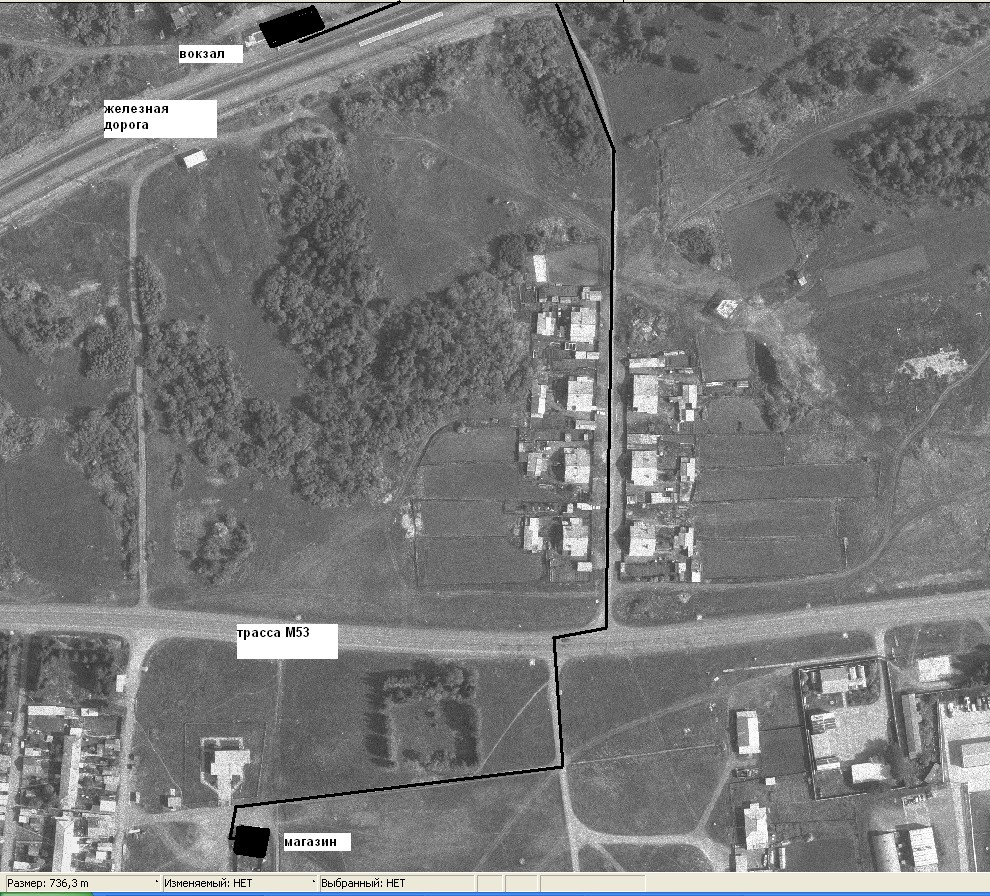 вокзал
железная
дорога
трасса М53
магазин
Размер: 736,3 m Изменяемый: НЕТ Выбранный: НЕТ